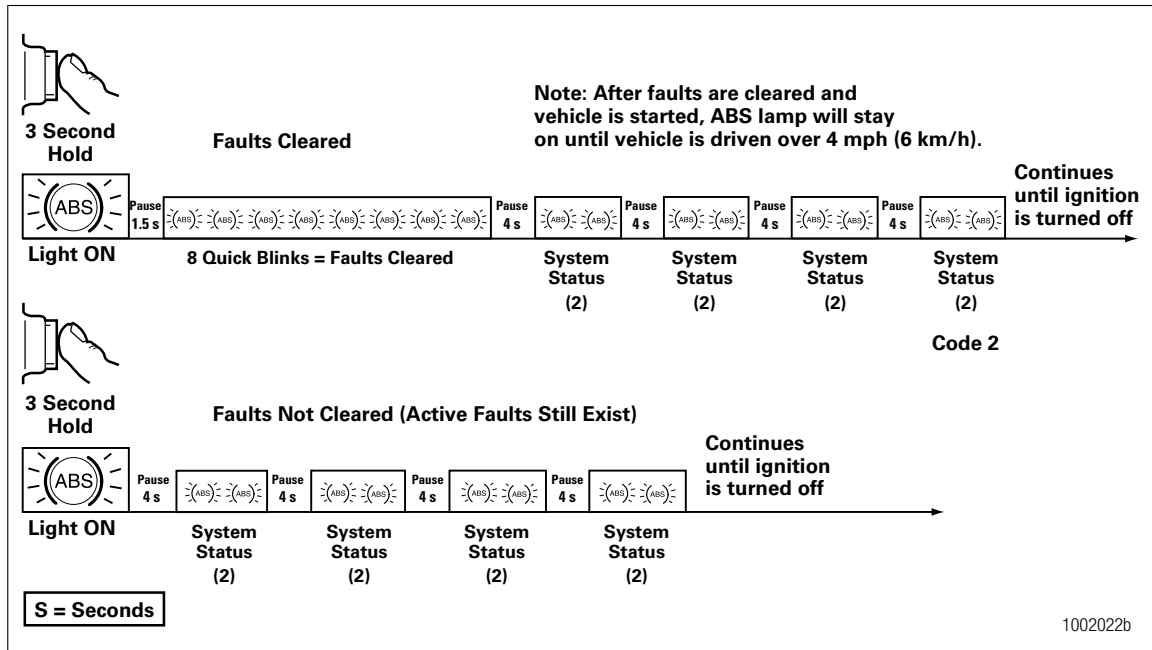 3 Second
Hold
Faults Cleared
Note: After faults are cleared and
vehicle is started, ABS lamp will stay
on until vehicle is driven over 4 mph (6 km/h).
ABS
Light ON
Pause
1.5 s
ABS ABS ABS ABS ABS ABS ABS ABS
8 Quick Blinks = Faults Cleared
Pause
4 s
ABS ABS
System
Status
(2)
Pause
4 s
ABS ABS
System
Status
(2)
Pause
4 s
ABS ABS
System
Status
(2)
Pause
4 s
ABS ABS
System
Status
(2)
Code 2
Continues
until ignition
is turned off
3 Second
Hold
Faults Not Cleared (Active Faults Still Exist)
ABS
Light ON
Pause
4 s
ABS ABS
System
Status
(2)
Pause
4 s
ABS ABS
System
Status
(2)
Pause
4 s
ABS ABS
System
Status
(2)
Pause
4 s
ABS ABS
System
Status
(2)
Continues
until ignition
is turned off
S = Seconds
1002022b